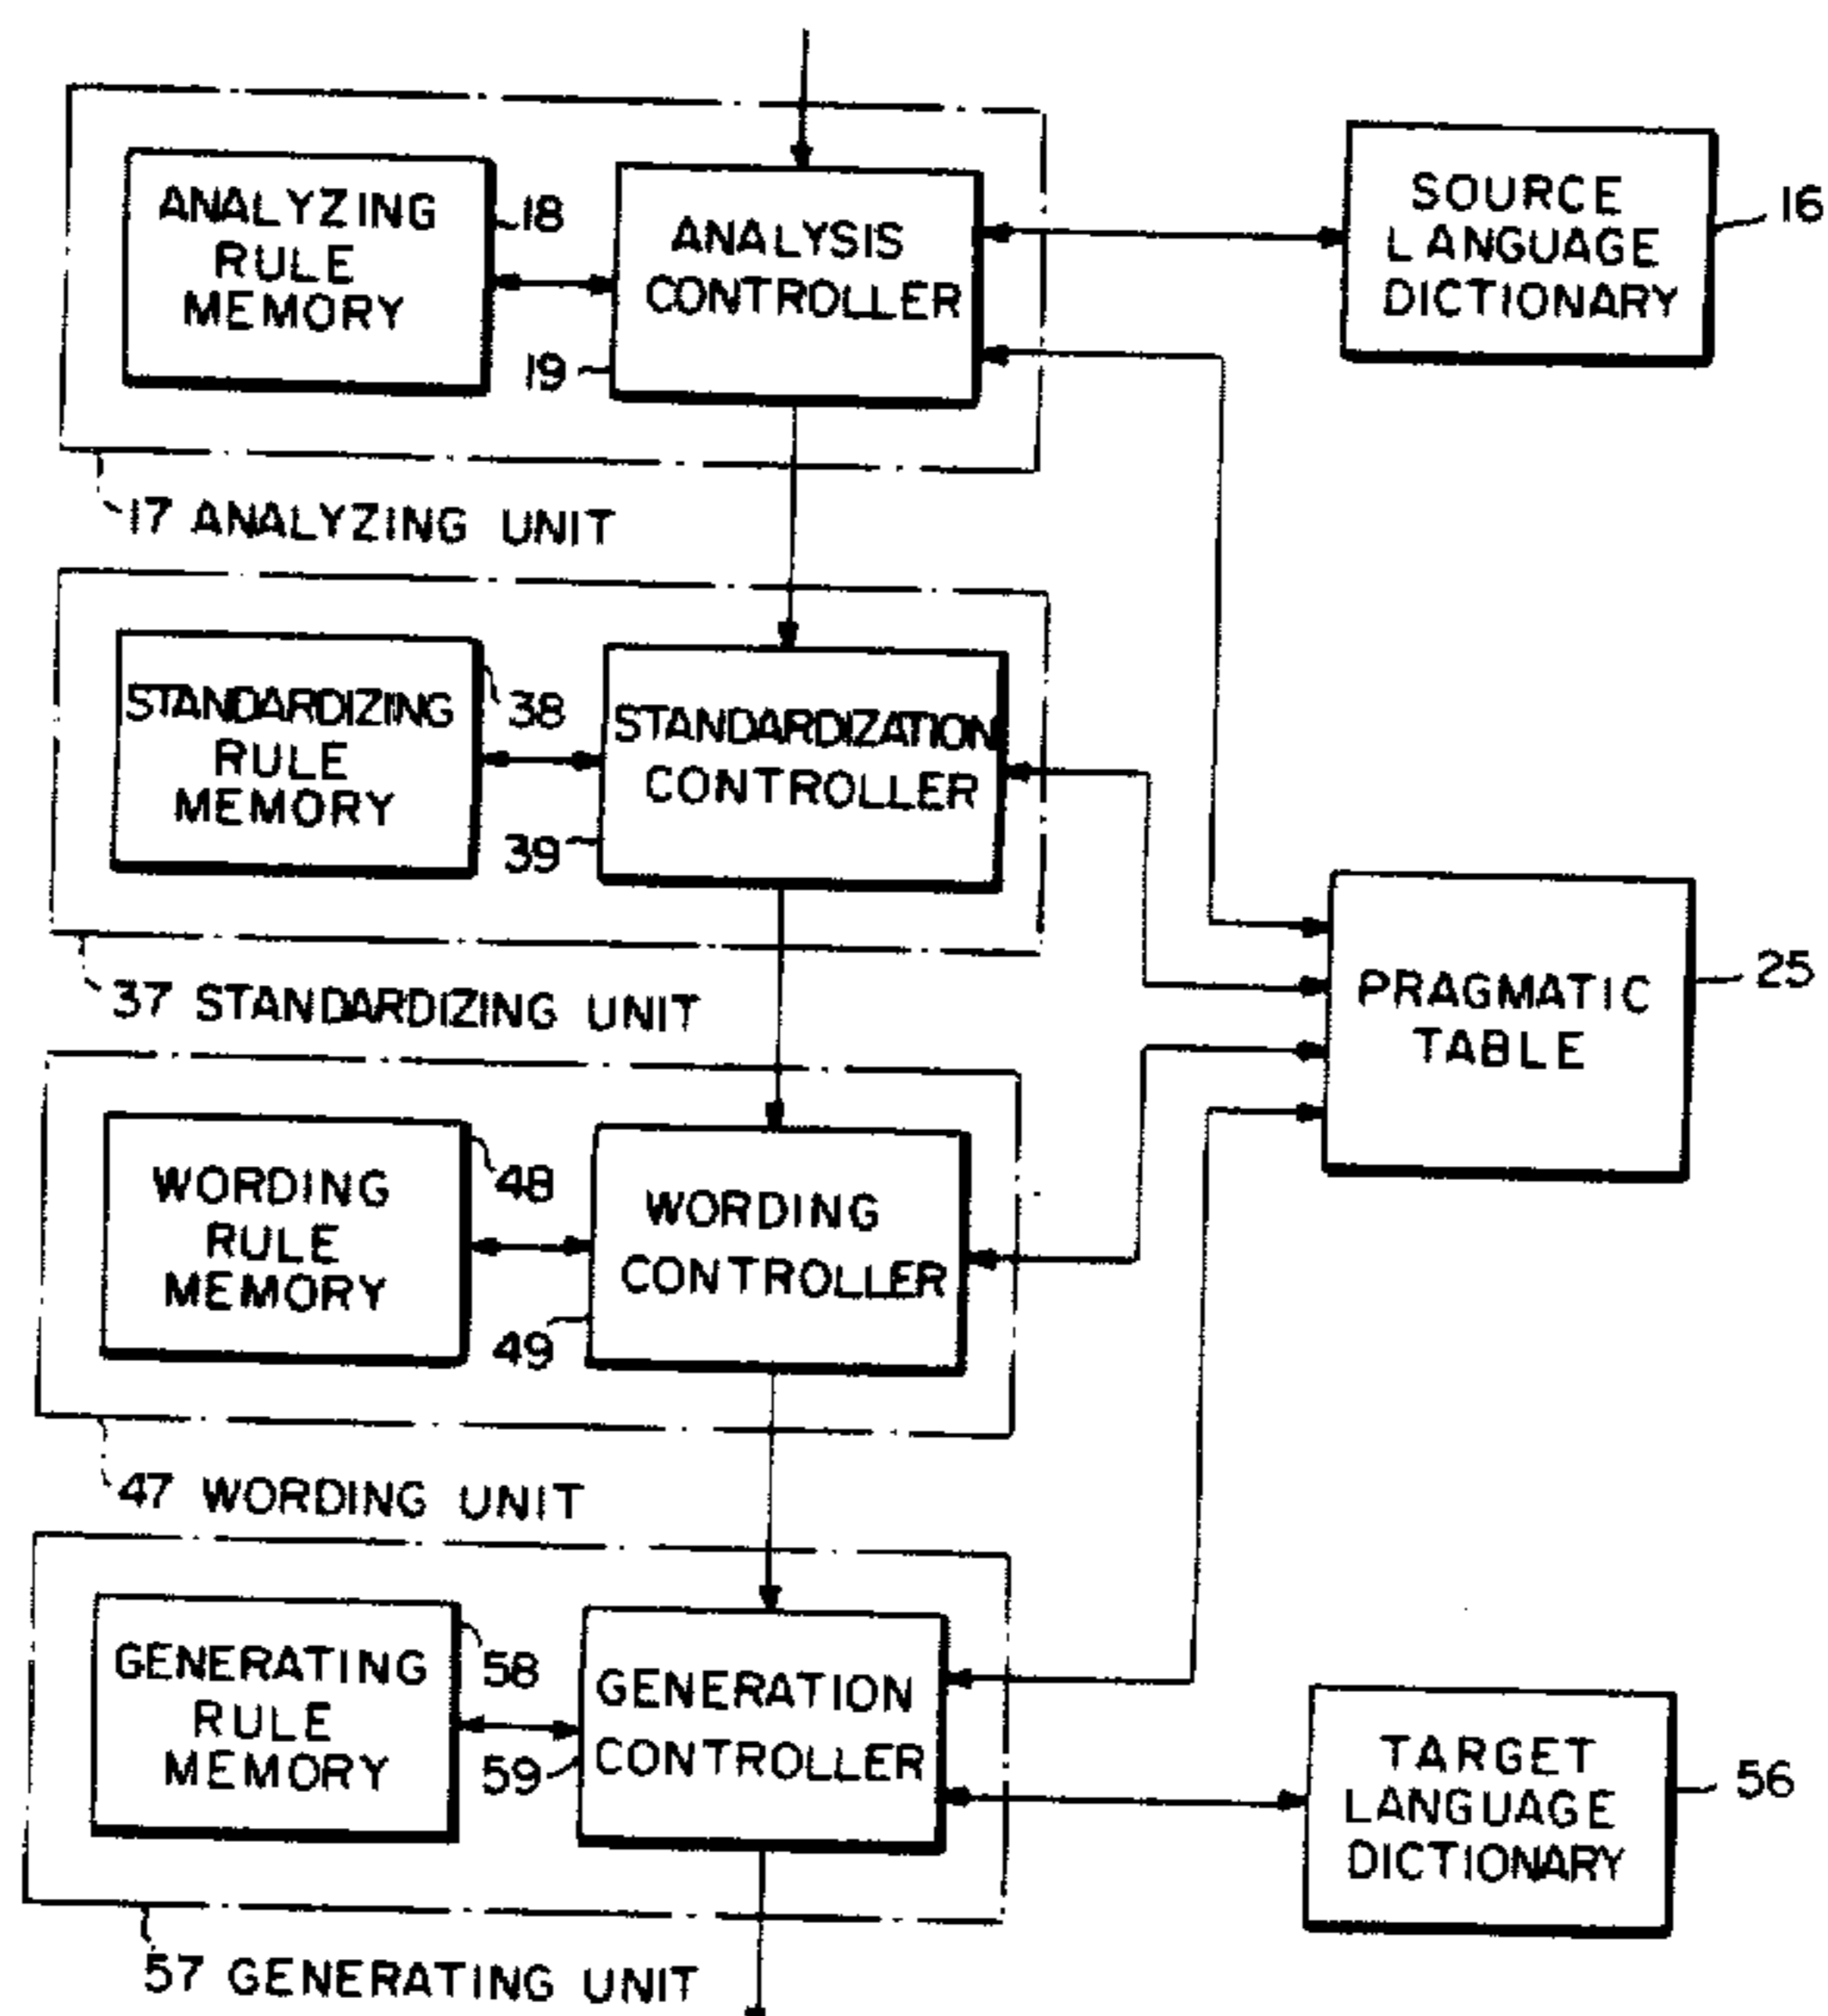 ANALYZING
RULE
MEMORY
18
ANALYSIS
CONTROLLER
19
SOURCE
LANGUAGE
DICTIONARY
16
17 ANALYZING UNIT
STANDARDIZING
RULE
MEMORY
38
STANDARDIZATION
CONTROLLER
39
37 STANDARDIZING UNIT
PRAGMATIC
TABLE
25
WORDING
RULE
MEMORY
48
WORDING
CONTROLLER
49
47 WORDING UNIT
GENERATING
RULE
MEMORY
58
GENERATION
CONTROLLER
59
TARGET
LANGUAGE
DICTIONARY
56
57 GENERATING UNIT